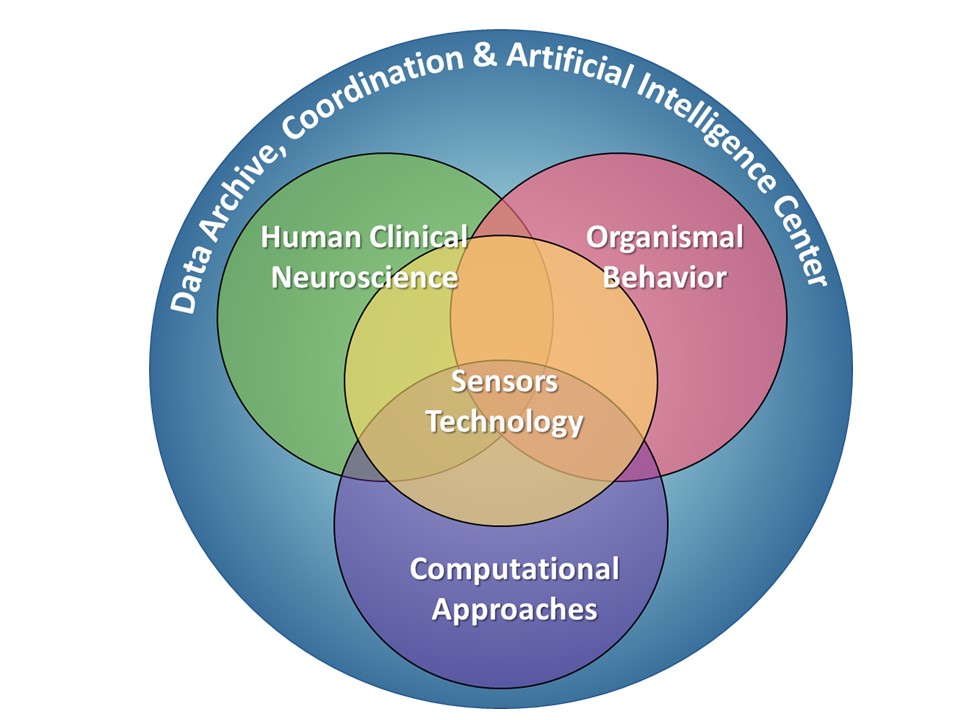 Data Archive, Coordination & Artificial Intelligence Center
Human Clinical
Neuroscience
Organismal
Behavior
Sensors
Technology
Computational
Approaches